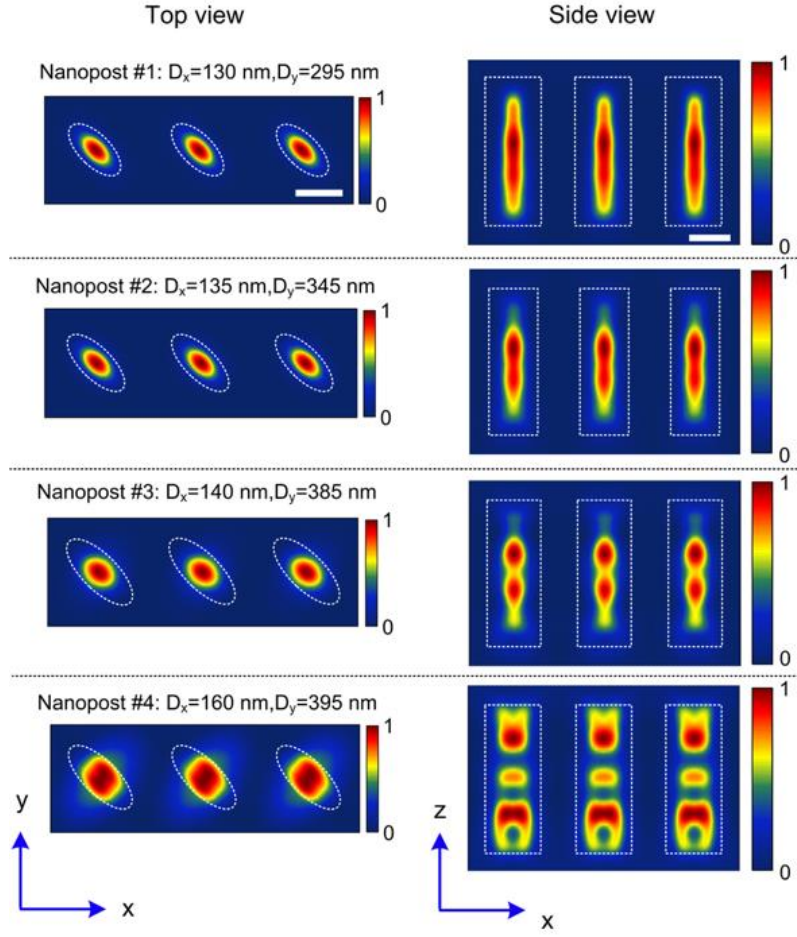 Top view
Side view
Nanopost #1: Dx=130 nm,Dy=295 nm
1
0
1
0
Nanopost #2: Dx=135 nm,Dy=345 nm
1
0
1
0
Nanopost #3: Dx=140 nm,Dy=385 nm
1
0
1
0
Nanopost #4: Dx=160 nm,Dy=395 nm
1
0
1
0
y
x
z
x